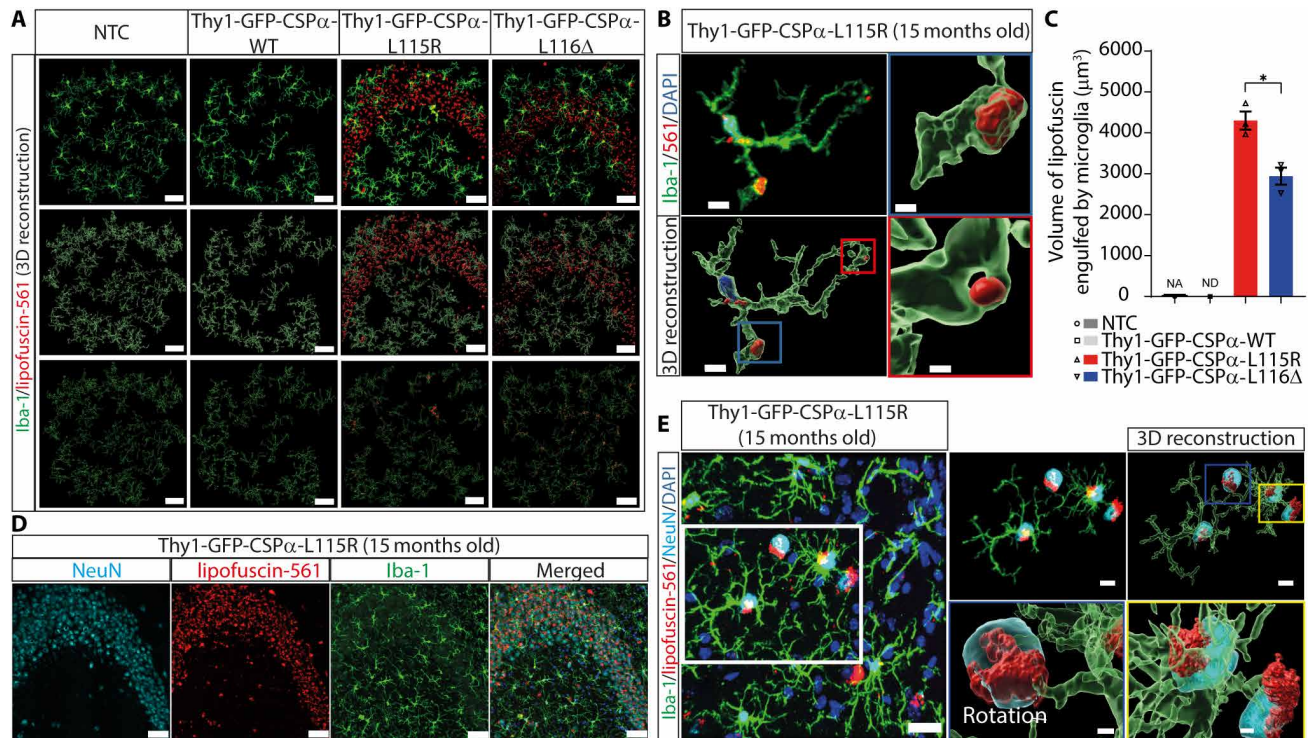 A
NTC
Thy1-GFP-CSPα-
WT
Thy1-GFP-CSPα-
L115R
Thy1-GFP-CSPα-
L116Δ
Iba-1/lipofuscin-561 (3D reconstruction)
B
Thy1-GFP-CSPα-L115R (15 months old)
Iba-1/561/DAPI
3D reconstruction
C
Volume of lipofuscin
engulfed by microglia (μm³)
6000
5000
4000
3000
2000
1000
0
NA
ND
*
NTC
Thy1-GFP-CSPα-WT
Thy1-GFP-CSPα-L115R
Thy1-GFP-CSPα-L116Δ
D
Thy1-GFP-CSPα-L115R (15 months old)
NeuN
lipofuscin-561
Iba-1
Merged
E
Thy1-GFP-CSPα-L115R
(15 months old)
3D reconstruction
Iba-1/lipofuscin-561/NeuN/DAPI
Rotation